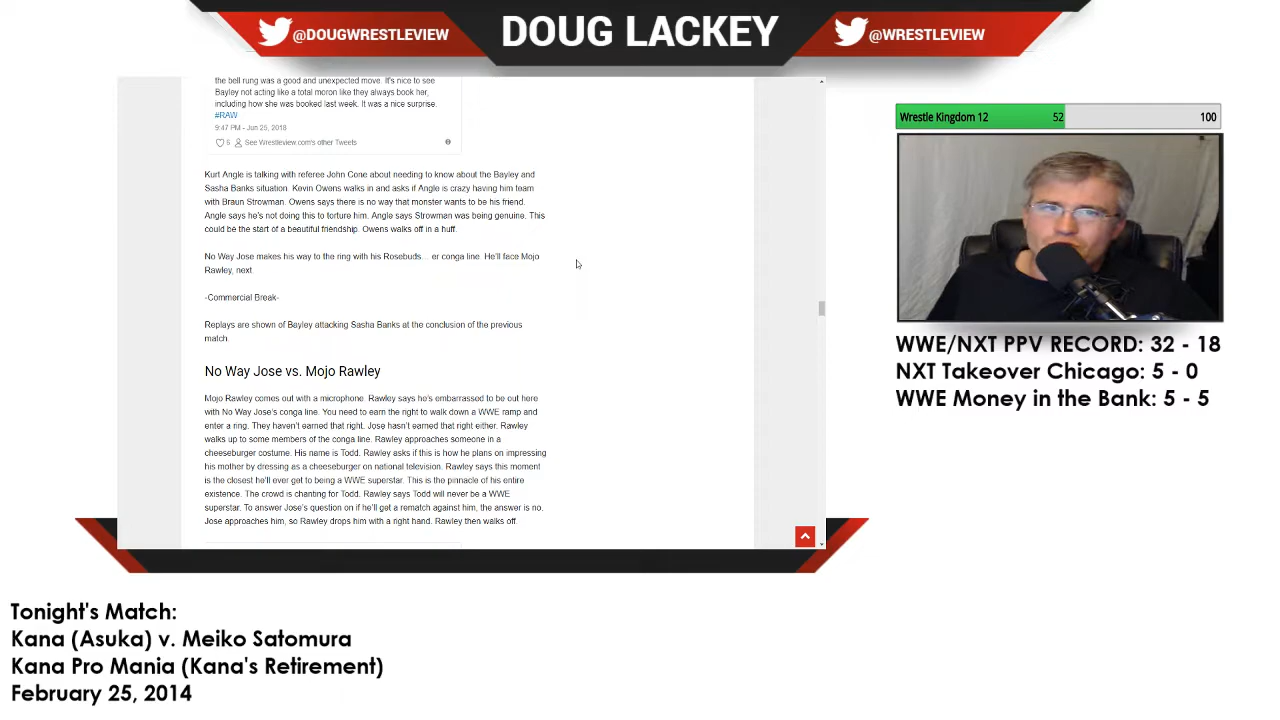 @DOUGWRESTLEVIEW
DOUG LACKEY
@WRESTLEVIEW
the bell rung was a good and unexpected move. It's nice to see
Bayley not acting like a total moron like they always book her,
including how she was booked last week. It was a nice surprise.
#RAW
9:47 PM - Jun 25, 2018
5 See Wrestleview.com's other Tweets
Kurt Angle is talking with referee John Cone about needing to know about the Bayley and
Sasha Banks situation. Kevin Owens walks in and asks if Angle is crazy having him team
with Braun Strowman. Owens says there is no way that monster wants to be his friend.
Angle says he's not doing this to torture him. Angle says Strowman was being genuine. This
could be the start of a beautiful friendship. Owens walks off in a huff.
No Way Jose makes his way to the ring with his Rosebuds... er conga line. He'll face Mojo
Rawley, next.
-Commercial Break-
Replays are shown of Bayley attacking Sasha Banks at the conclusion of the previous
match.
No Way Jose vs. Mojo Rawley
Mojo Rawley comes out with a microphone. Rawley says he's embarrassed to be out here
with No Way Jose's conga line. You need to earn the right to walk down a WWE ramp and
enter a ring. They haven't earned that right. Jose hasn't earned that right either. Rawley
walks up to some members of the conga line. Rawley approaches someone in a
cheeseburger costume. His name is Todd. Rawley asks if this is how he plans on impressing
his mother by dressing as a cheeseburger on national television. Rawley says this moment
is the closest he'll ever get to being a WWE superstar. This is the pinnacle of his entire
existence. The crowd is chanting for Todd. Rawley says Todd will never be a WWE
superstar. To answer Jose's question on if he'll get a rematch against him, the answer is no.
Jose approaches him, so Rawley drops him with a right hand. Rawley then walks off.
Wrestle Kingdom 12 52 100
WWE/NXT PPV RECORD: 32 - 18
NXT Takeover Chicago: 5 - 0
WWE Money in the Bank: 5 - 5
Tonight's Match:
Kana (Asuka) v. Meiko Satomura
Kana Pro Mania (Kana's Retirement)
February 25, 2014